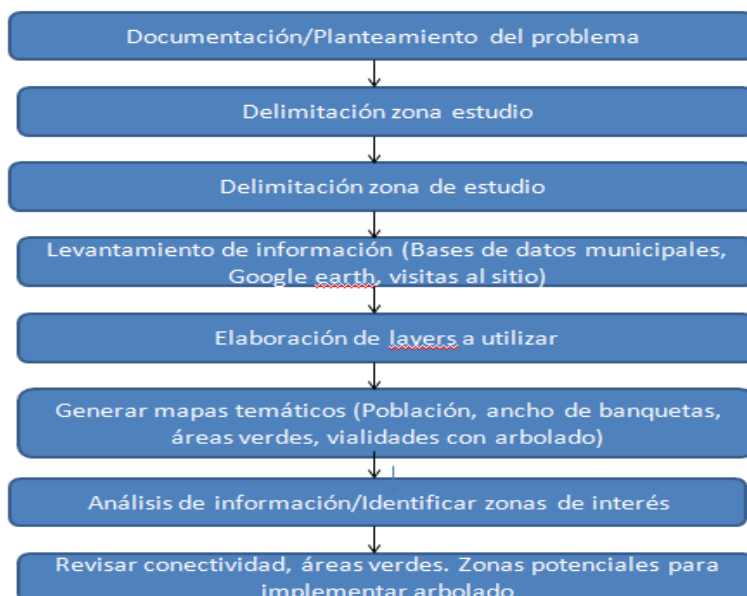 Documentación/Planteamiento del problema
Delimitación zona estudio
Delimitación zona de estudio
Levantamiento de información (Bases de datos municipales,
Google earth, visitas al sitio)
Elaboración de layers a utilizar
Generar mapas temáticos (Población, ancho de banquetas,
áreas verdes, vialidades con arbolado)
Análisis de información/Identificar zonas de interés
Revisar conectividad, áreas verdes. Zonas potenciales para
implementar arbolado